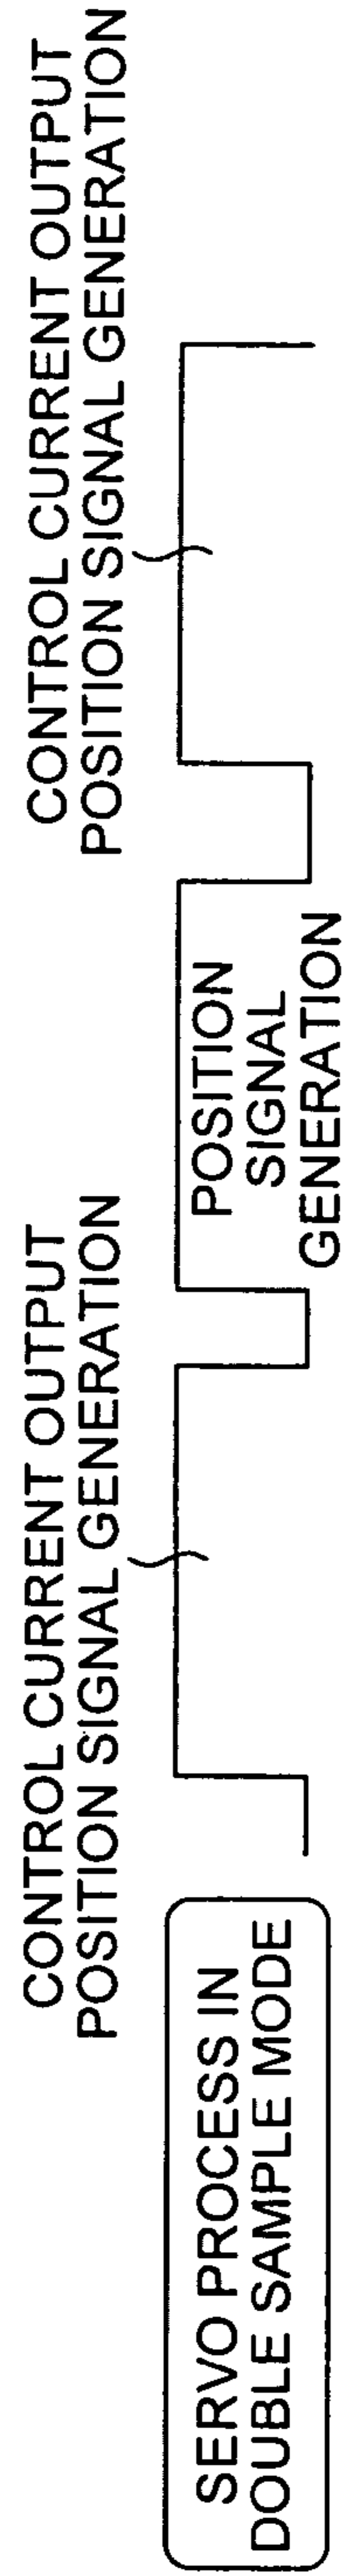 SERVO PROCESS IN
DOUBLE SAMPLE MODE
CONTROL CURRENT OUTPUT
POSITION SIGNAL GENERATION
POSITION
SIGNAL
GENERATION
CONTROL CURRENT OUTPUT
POSITION SIGNAL GENERATION